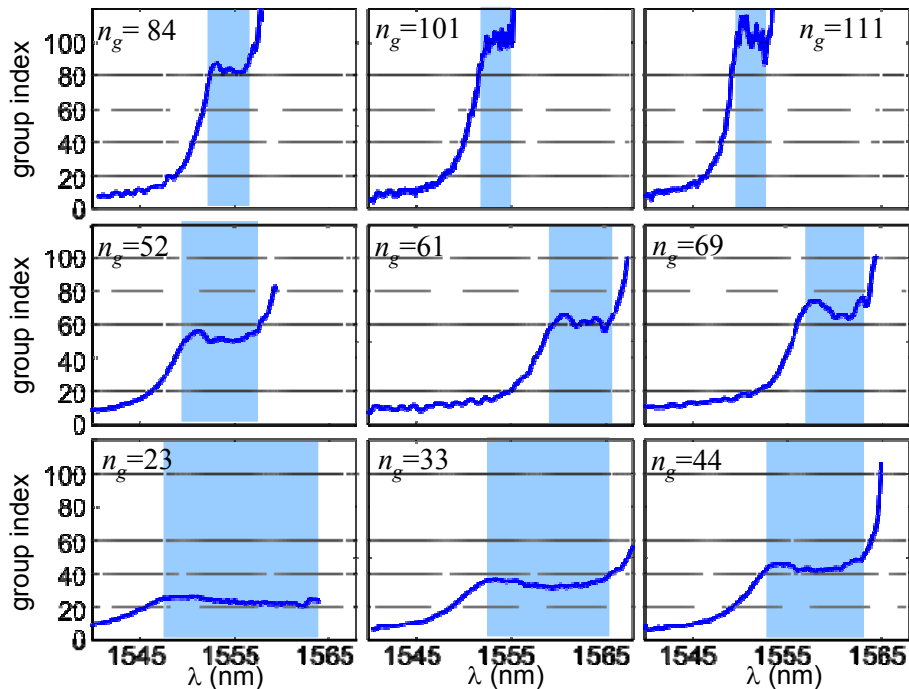 n_g= 84
n_g=101
n_g=111
group index
100
80
60
40
20
0
n_g=52
n_g=61
n_g=69
group index
100
80
60
40
20
0
n_g=23
n_g=33
n_g=44
group index
100
80
60
40
20
0
1545 1555 1565
1545 1555 1565
1545 1555 1565
λ (nm)
λ (nm)
λ (nm)